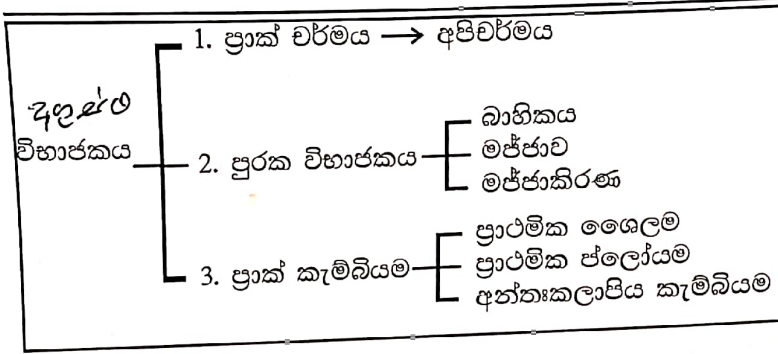 1. ප්‍රාක් චර්මය → අපිචර්මය
අග්‍රස්ථ
විභාජකය
2. පුරක විභාජකය
බාහිකය
මජ්ජාව
මජ්ජාකිරණ
3. ප්‍රාක් කැම්බියම
ප්‍රාථමික ශෛලම
ප්‍රාථමික ප්ලෝයම
අන්තඃකලාපිය කැම්බියම